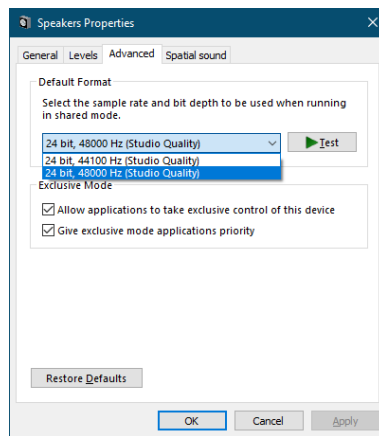 Speakers Properties
General Levels Advanced Spatial sound
Default Format
Select the sample rate and bit depth to be used when running
in shared mode.
24 bit, 48000 Hz (Studio Quality)
Test
24 bit, 44100 Hz (Studio Quality)
24 bit, 48000 Hz (Studio Quality)
Exclusive Mode
Allow applications to take exclusive control of this device
Give exclusive mode applications priority
Restore Defaults
OK Cancel Apply